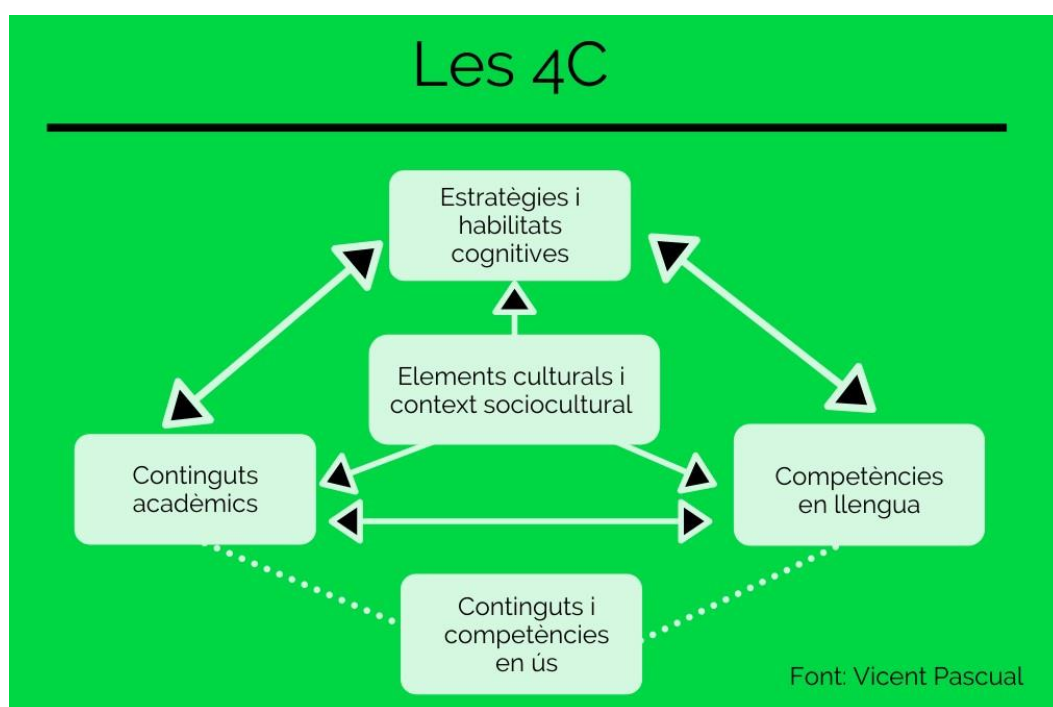 Les 4C
Estratègies i
habilitats
cognitives
Elements culturals i
context sociocultural
Continguts
acadèmics
Competències
en llengua
Continguts i
competències
en ús
Font: Vicent Pascual